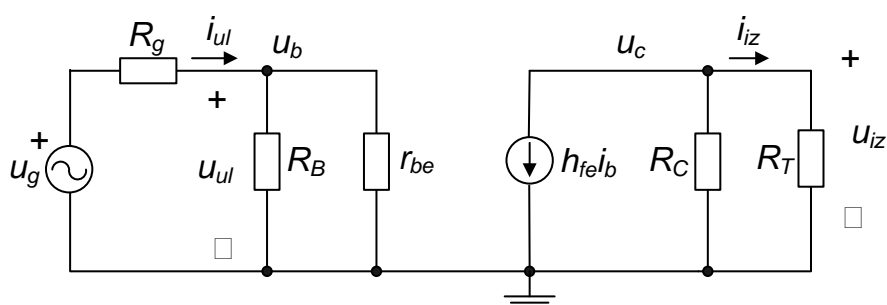 R_g i_ul u_b u_c i_iz +
+ +
u_g u_ul R_B r_be h_fe i_b R_C R_T u_iz
□ □